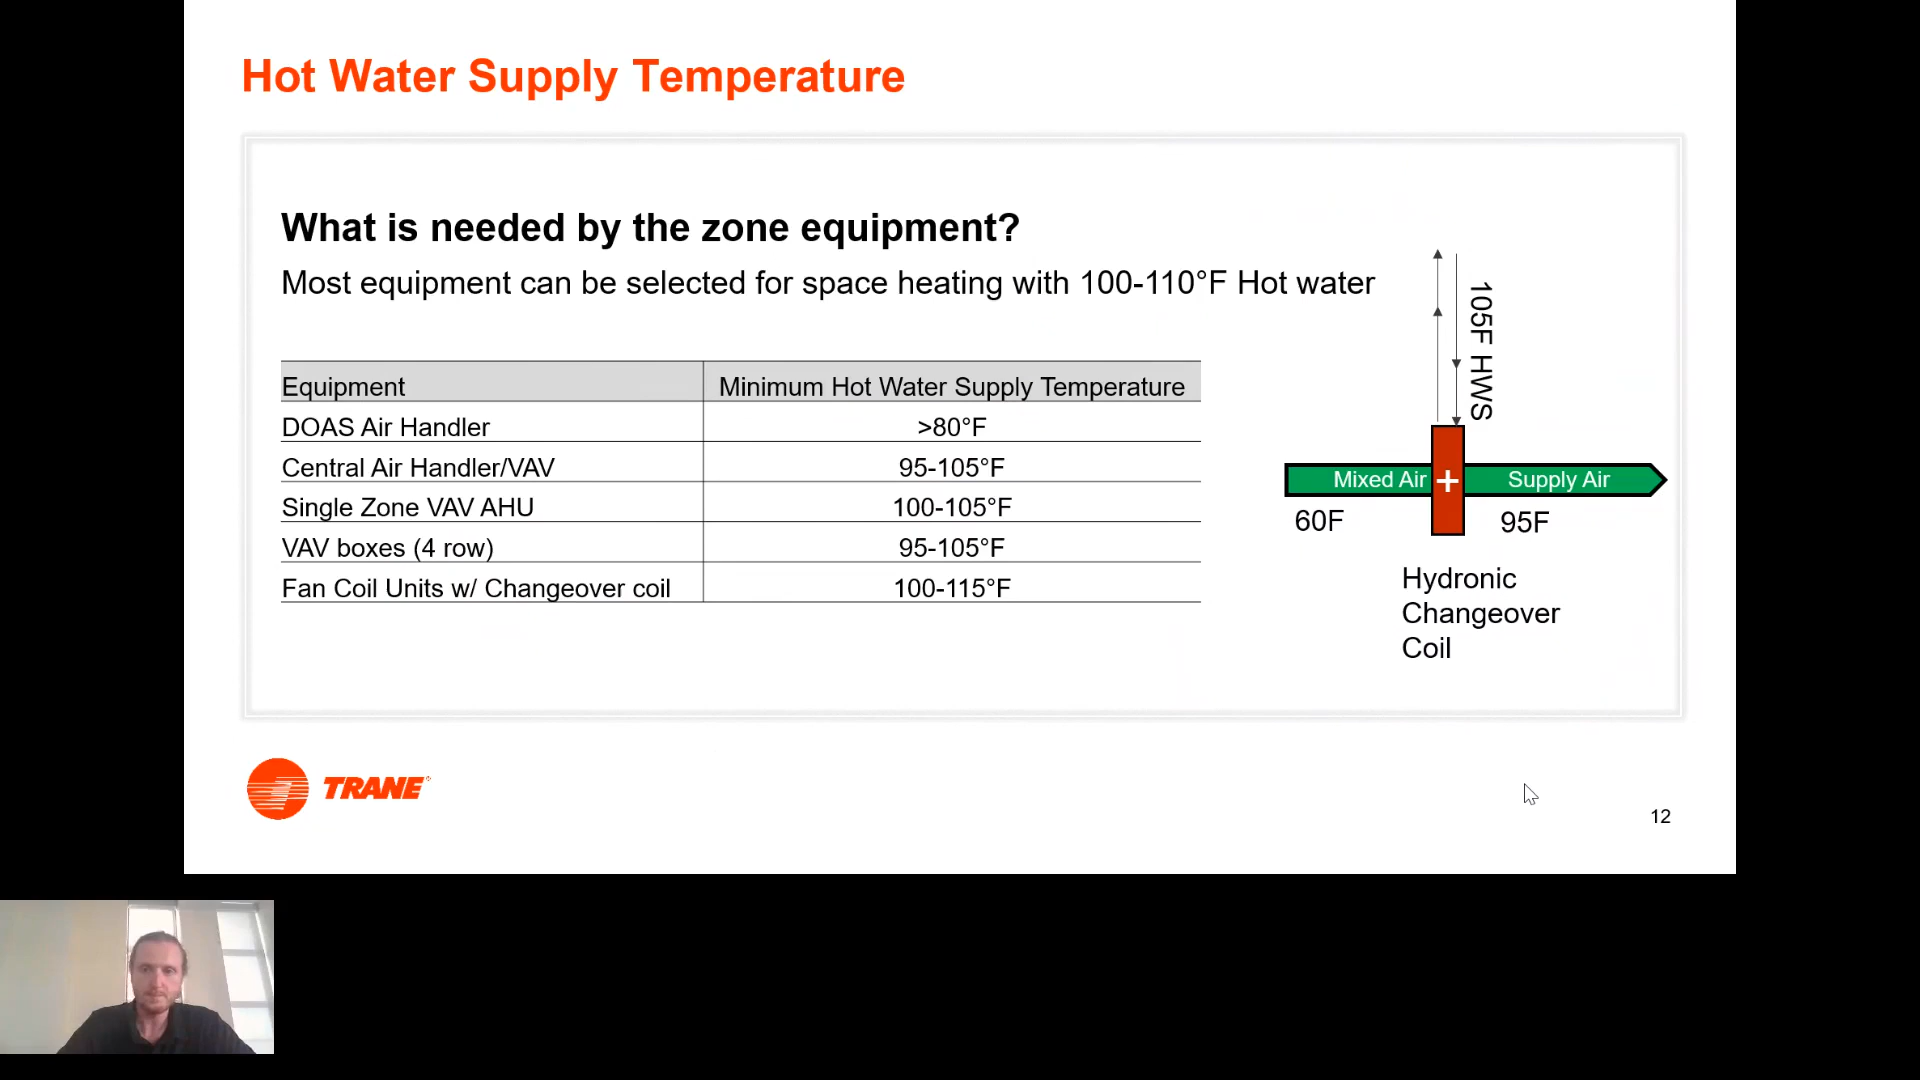 Hot Water Supply Temperature
What is needed by the zone equipment?
Most equipment can be selected for space heating with 100-110°F Hot water
Equipment Minimum Hot Water Supply Temperature
DOAS Air Handler >80°F
Central Air Handler/VAV 95-105°F
Single Zone VAV AHU 100-105°F
VAV boxes (4 row) 95-105°F
Fan Coil Units w/ Changeover coil 100-115°F
105F HWS
Mixed Air + Supply Air
60F 95F
Hydronic
Changeover
Coil
TRANE
12